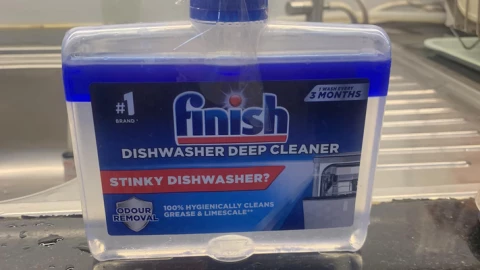 finish
#1
BRAND
1 WASH EVERY
3 MONTHS
finish
DISHWASHER DEEP CLEANER
STINKY DISHWASHER?
ODOUR
REMOVAL
100% HYGIENICALLY CLEANS
GREASE & LIMESCALE**